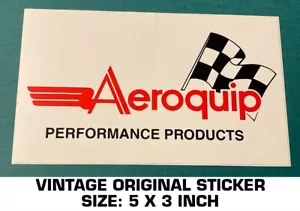 Aeroquip
PERFORMANCE PRODUCTS
VINTAGE ORIGINAL STICKER
SIZE: 5 X 3 INCH